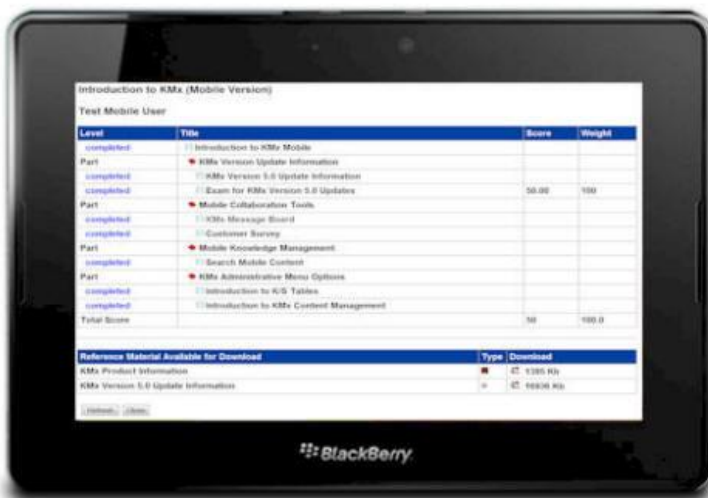 Introduction to KMx (Mobile Version)
Test Mobile User
Level Title Score Weight
completed Introduction to KMx Mobile
Part KMx Version Update Information
completed KMx Version 5.0 Update Information
completed Exam for KMx Version 5.0 Updates 50.00 100
Part Mobile Collaboration Tools
completed KMx Message Board
completed Customer Survey
Part Mobile Knowledge Management
completed Search Mobile Content
Part KMx Administrative Menu Options
completed Introduction to K/S Tables
completed Introduction to KMx Content Management
Total Score 50 100.0
Reference Material Available for Download Type Download
KMx Product Information 1385 Kb
KMx Version 5.0 Update Information 16936 Kb
Refresh Close
BlackBerry